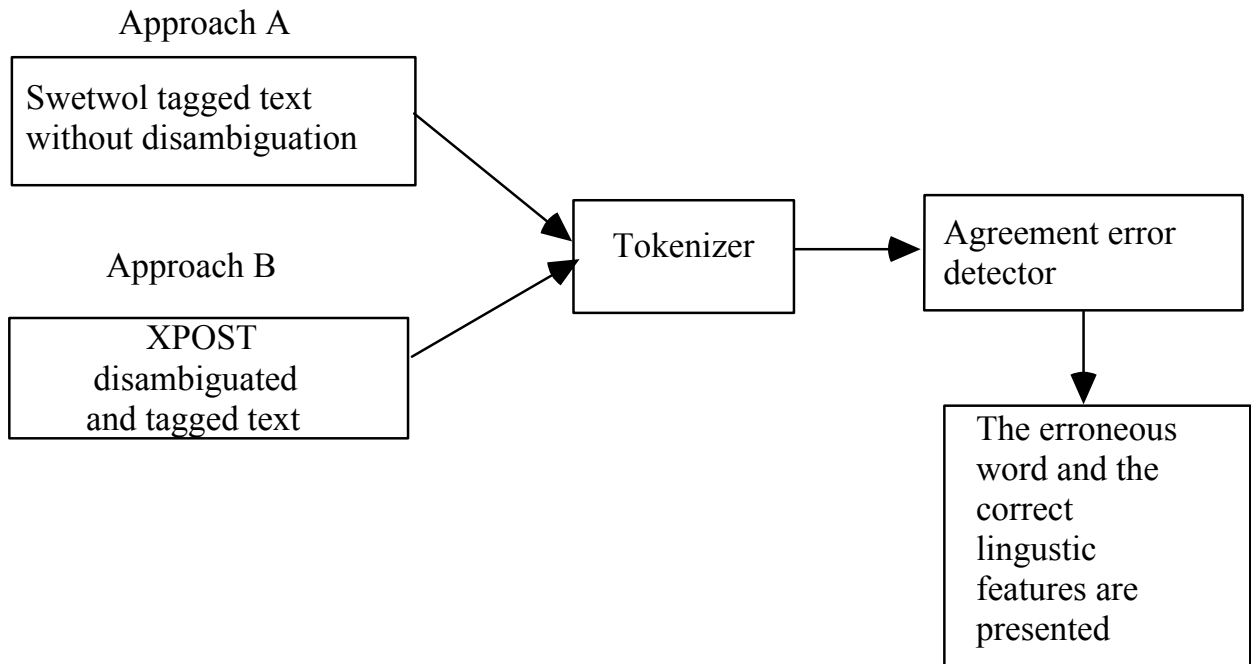 Approach A
Swetwol tagged text
without disambiguation
Approach B
XPOST
disambiguated
and tagged text
Tokenizer
Agreement error
detector
The erroneous
word and the
correct
lingustic
features are
presented